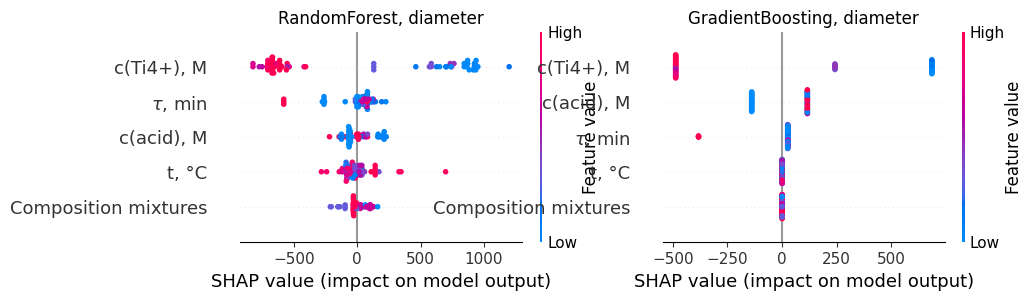 RandomForest, diameter
High
c(Ti4+), M
τ, min
c(acid), M
t, °C
Composition mixtures
Low
Feature value
−500
0
500
1000
SHAP value (impact on model output)
GradientBoosting, diameter
High
c(Ti4+), M
c(acid), M
τ, min
t, °C
Composition mixtures
Low
Feature value
−500
−250
0
250
500
SHAP value (impact on model output)